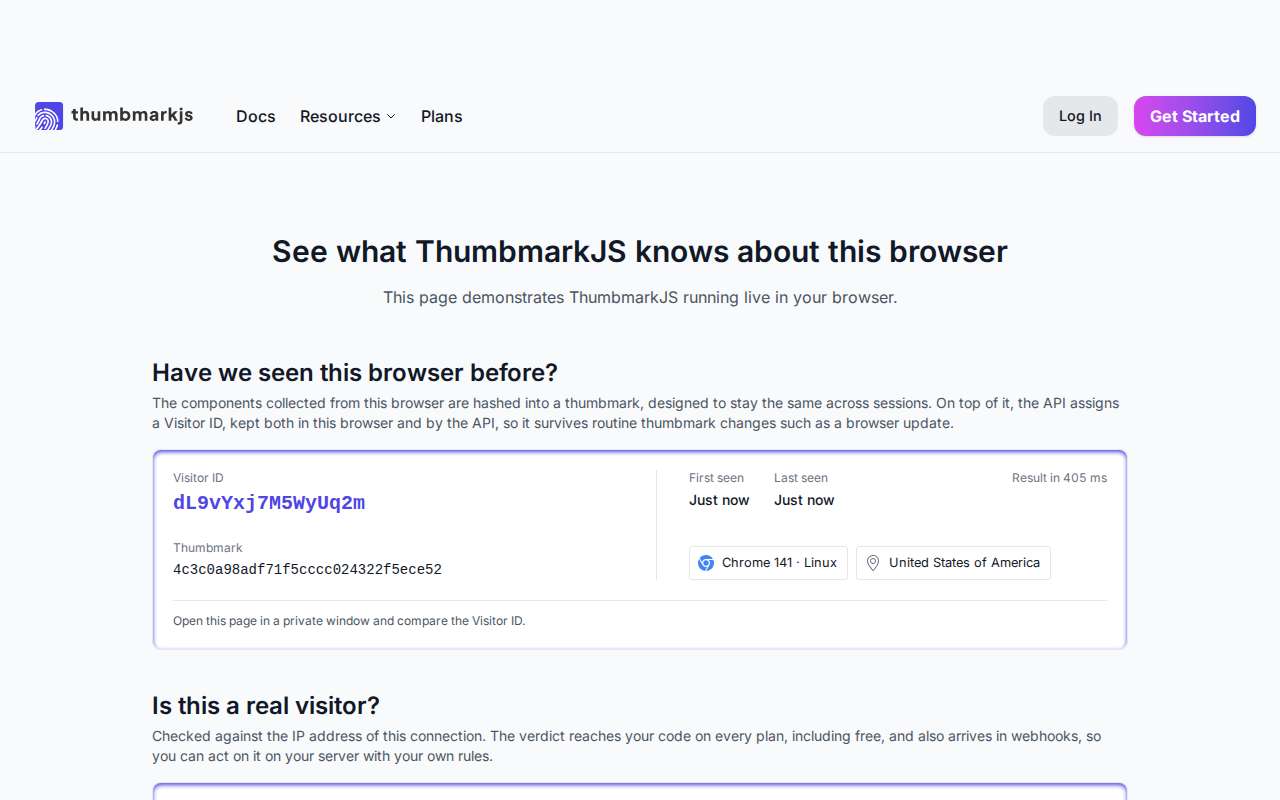 thumbmarkjs
Docs
Resources
Plans
Log In
Get Started
See what ThumbmarkJS knows about this browser
This page demonstrates ThumbmarkJS running live in your browser.
Have we seen this browser before?
The components collected from this browser are hashed into a thumbmark, designed to stay the same across sessions. On top of it, the API assigns
a Visitor ID, kept both in this browser and by the API, so it survives routine thumbmark changes such as a browser update.
Visitor ID
dL9vYxj7M5WyUq2m
Thumbmark
4c3c0a98adf71f5cccc024322f5ece52
First seen
Just now
Last seen
Just now
Result in 405 ms
Chrome 141 · Linux
United States of America
Open this page in a private window and compare the Visitor ID.
Is this a real visitor?
Checked against the IP address of this connection. The verdict reaches your code on every plan, including free, and also arrives in webhooks, so
you can act on it on your server with your own rules.